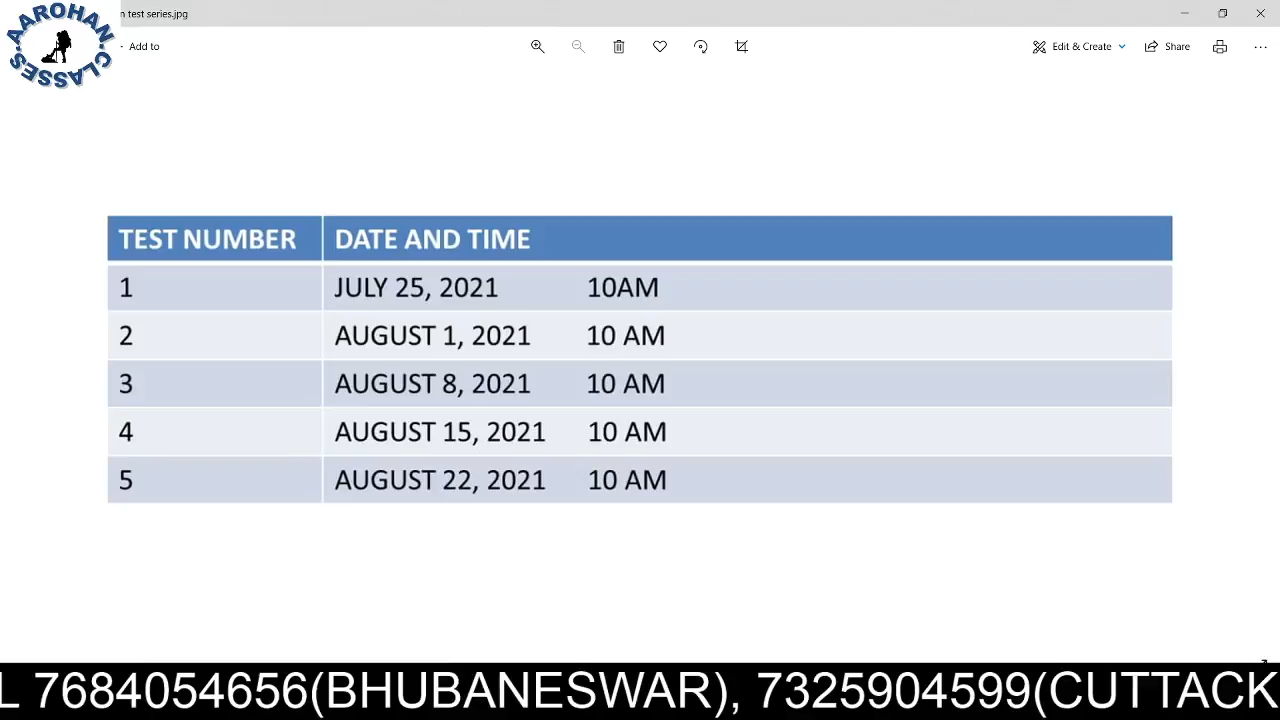 AAROHAN.CLASSES.
n test series.jpg
Add to
Edit & Create
Share
TEST NUMBER DATE AND TIME
1 JULY 25, 2021 10AM
2 AUGUST 1, 2021 10 AM
3 AUGUST 8, 2021 10 AM
4 AUGUST 15, 2021 10 AM
5 AUGUST 22, 2021 10 AM
L 7684054656(BHUBANESWAR), 7325904599(CUTTACK